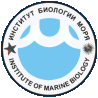 ИНСТИТУТ БИОЛОГИИ МОРЯ
INSTITUTE OF MARINE BIOLOGY